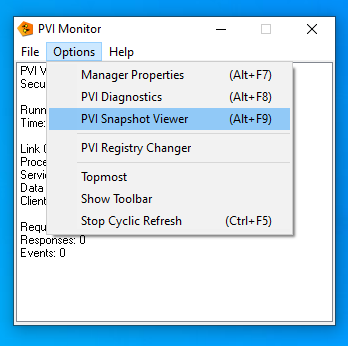 PVI Monitor
File Options Help
Manager Properties (Alt+F7)
PVI Diagnostics (Alt+F8)
PVI Snapshot Viewer (Alt+F9)
PVI Registry Changer
Topmost
Show Toolbar
Stop Cyclic Refresh (Ctrl+F5)
PVI V
Secu
Runn
Time:
Link
Proce
Servic
Data
Client
Requ
Responses: 0
Events: 0